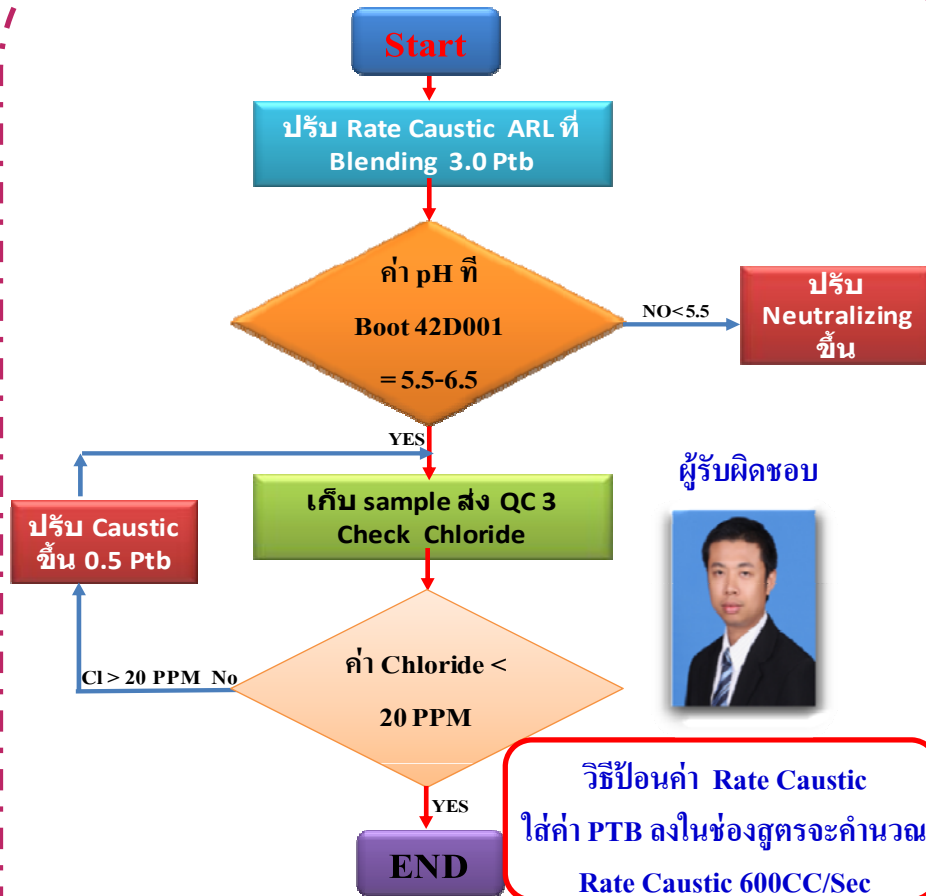 Start
ปรับ Rate Caustic ARL ที่
Blending 3.0 Ptb
ค่า pH ที่
Boot 42D001
= 5.5-6.5
NO<5.5
ปรับ
Neutralizing
ขึ้น
YES
เก็บ sample ส่ง QC 3
Check Chloride
ปรับ Caustic
ขึ้น 0.5 Ptb
ผู้รับผิดชอบ
Cl > 20 PPM No
ค่า Chloride <
20 PPM
YES
END
วิธีป้อนค่า Rate Caustic
ใส่ค่า PTB ลงในช่องสูตรจะคำนวณ
Rate Caustic 600CC/Sec